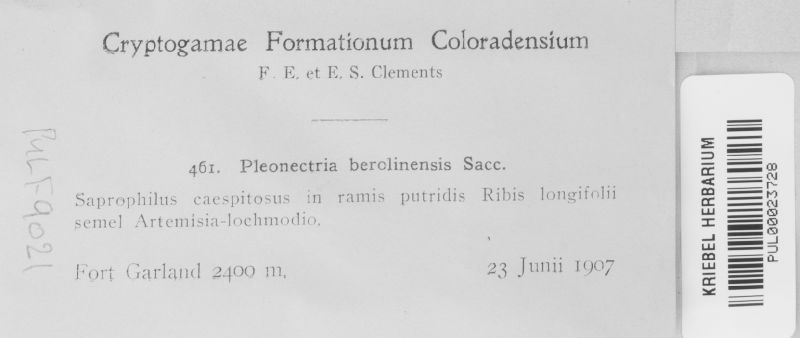 Cryptogamae Formationum Coloradensium
F. E. et E. S. Clements
461. Pleonectria berolinensis Sacc.
Saprophilus caespitosus in ramis putridis Ribis longifolii
semel Artemisia-lochmodio.
Fort Garland 2400 m, 23 Junii 1907
PUL F9021
KRIEBEL HERBARIUM
PUL00023728